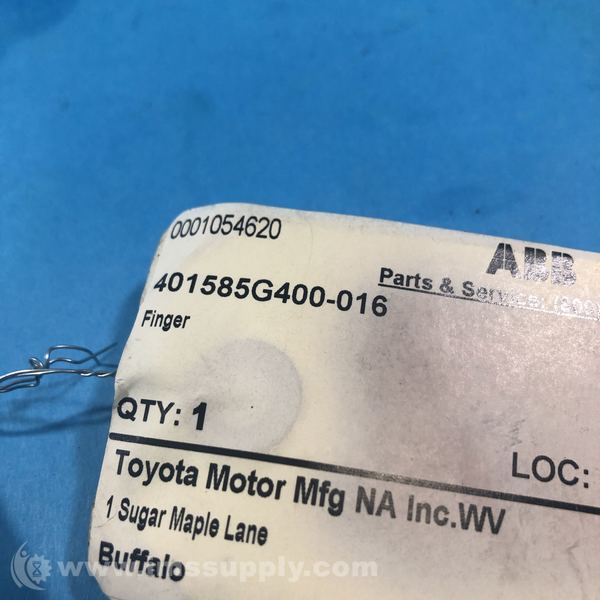 0001054620
ABB
401585G400-016
Parts & Service: (800)
Finger
QTY: 1
LOC:
Toyota Motor Mfg NA Inc.WV
1 Sugar Maple Lane
Buffalo